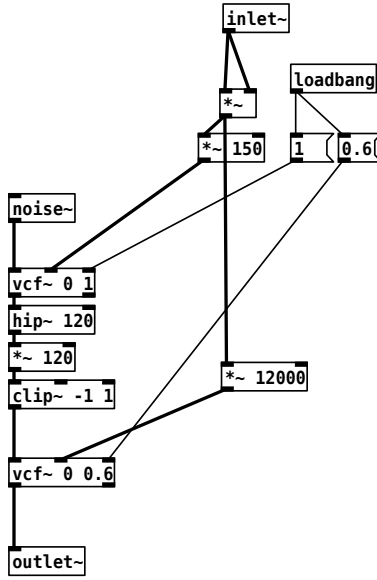 inlet~
loadbang
*~
*~ 150
1
0.6
noise~
vcf~ 0 1
hip~ 120
*~ 120
*~ 12000
clip~ -1 1
vcf~ 0 0.6
outlet~